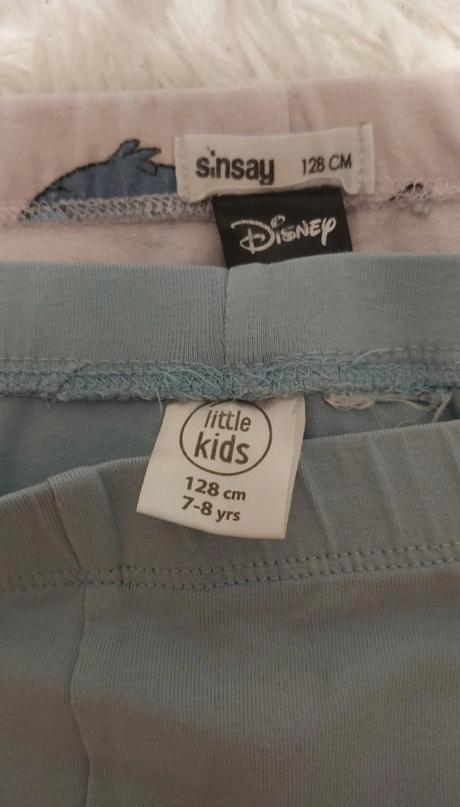 sinsay 128 CM
Disney
little
kids
128 cm
7-8 yrs